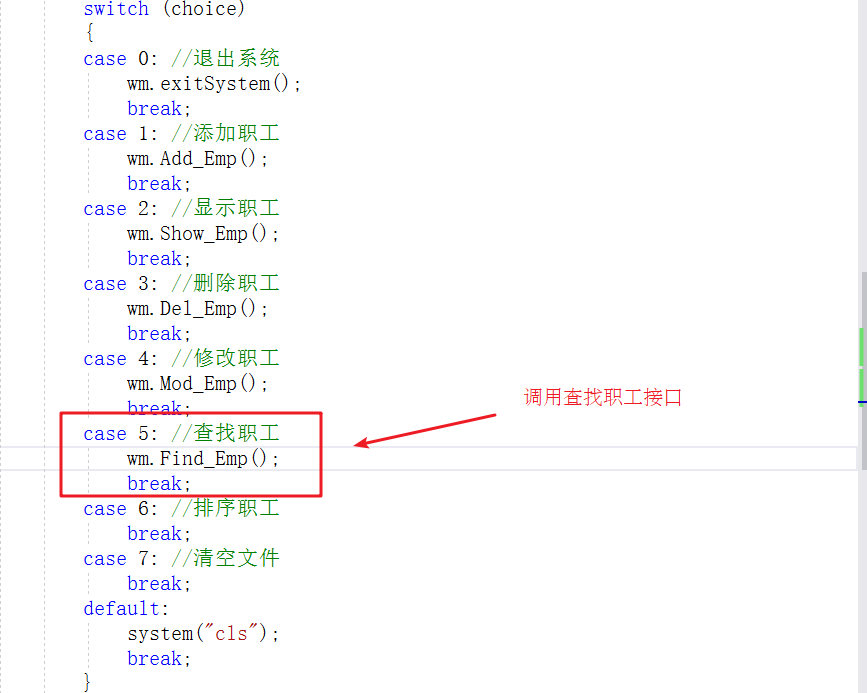 switch (choice)
{
case 0: //退出系统
wm.exitSystem();
break;
case 1: //添加职工
wm.Add_Emp();
break;
case 2: //显示职工
wm.Show_Emp();
break;
case 3: //删除职工
wm.Del_Emp();
break;
case 4: //修改职工
wm.Mod_Emp();
break;
调用查找职工接口
case 5: //查找职工
wm.Find_Emp();
break;
case 6: //排序职工
break;
case 7: //清空文件
break;
default:
system("cls");
break;
}